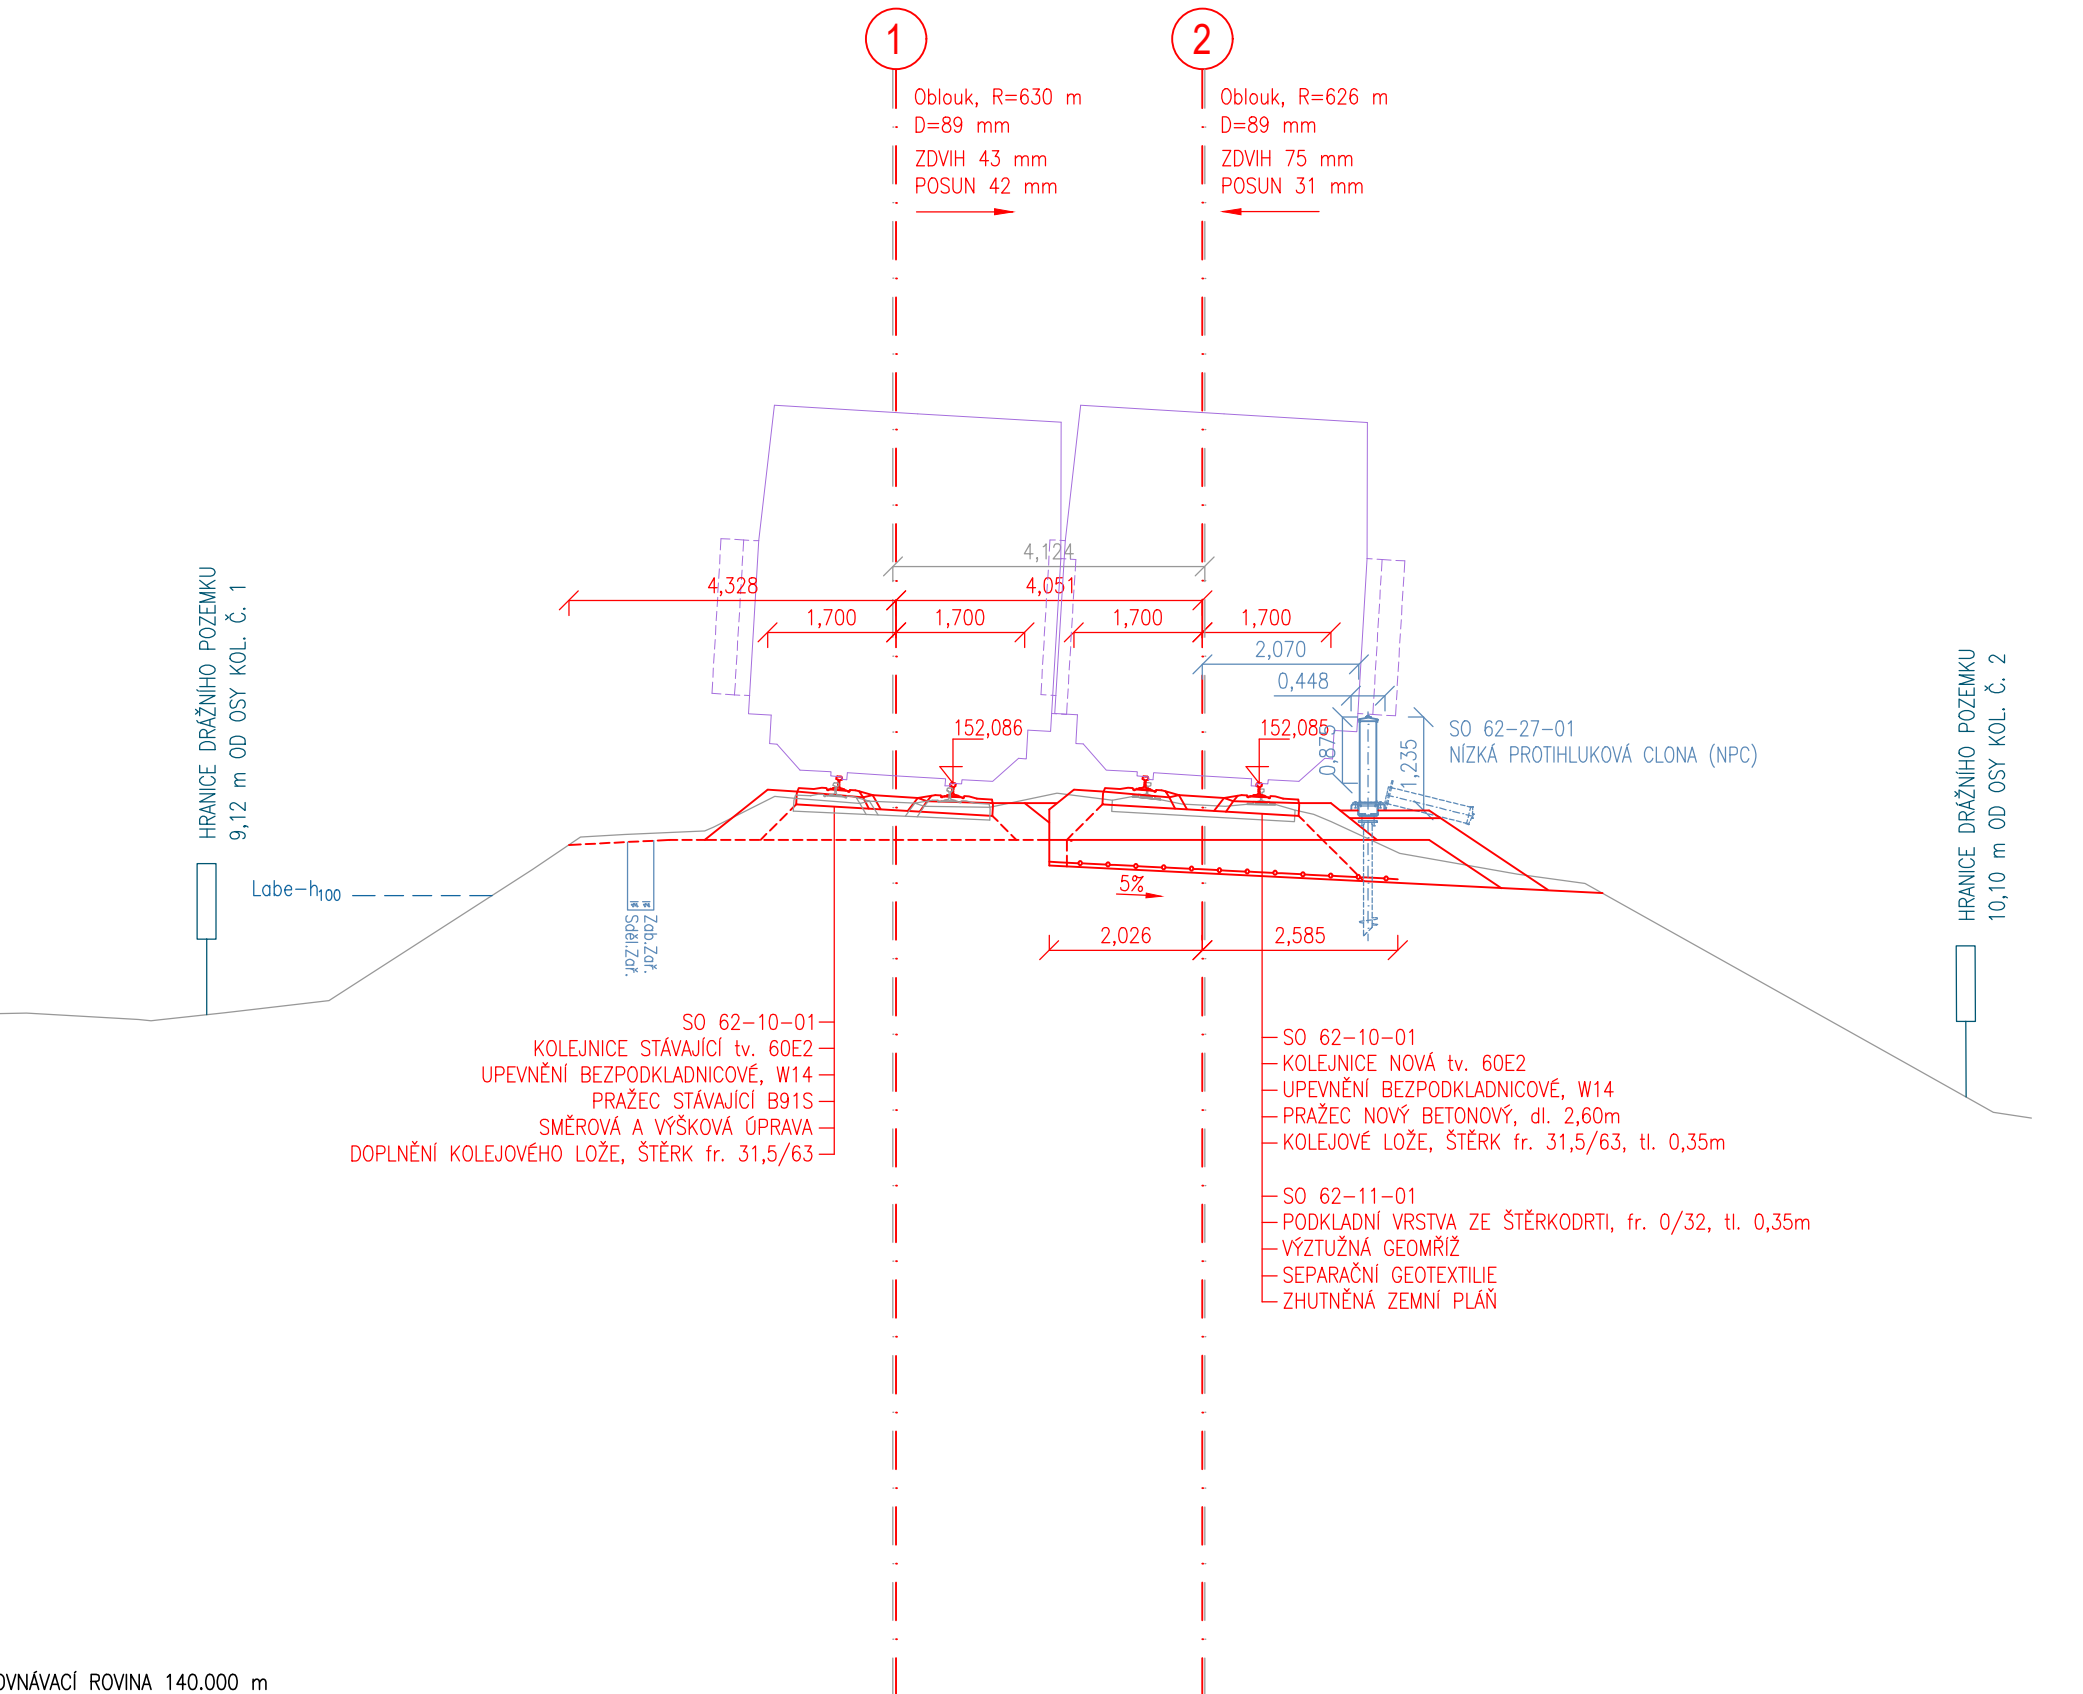 1
2
Oblouk, R=630 m
D=89 mm
ZDVIH 43 mm
POSUN 42 mm
Oblouk, R=626 m
D=89 mm
ZDVIH 75 mm
POSUN 31 mm
4,124
4,328
4,051
1,700
1,700
1,700
1,700
2,070
0,448
152,086
152,085
0,875
1,235
SO 62-27-01
NÍZKÁ PROTIHLUKOVÁ CLONA (NPC)
HRANICE DRÁŽNÍHO POZEMKU
9,12 m OD OSY KOL. Č. 1
HRANICE DRÁŽNÍHO POZEMKU
10,10 m OD OSY KOL. Č. 2
Labe-h100
5%
Zab.Zař.
Sděl.Zař.
2,026
2,585
SO 62-10-01
KOLEJNICE STÁVAJÍCÍ tv. 60E2
UPEVNĚNÍ BEZPODKLADNICOVÉ, W14
PRAŽEC STÁVAJÍCÍ B91S
SMĚROVÁ A VÝŠKOVÁ ÚPRAVA
DOPLNĚNÍ KOLEJOVÉHO LOŽE, ŠTĚRK fr. 31,5/63
SO 62-10-01
KOLEJNICE NOVÁ tv. 60E2
UPEVNĚNÍ BEZPODKLADNICOVÉ, W14
PRAŽEC NOVÝ BETONOVÝ, dl. 2,60m
KOLEJOVÉ LOŽE, ŠTĚRK fr. 31,5/63, tl. 0,35m
SO 62-11-01
PODKLADNÍ VRSTVA ZE ŠTĚRKODRTI, fr. 0/32, tl. 0,35m
VÝZTUŽNÁ GEOMŘÍŽ
SEPARAČNÍ GEOTEXTILIE
ZHUTNĚNÁ ZEMNÍ PLÁŇ
OVNÁVACÍ ROVINA 140.000 m